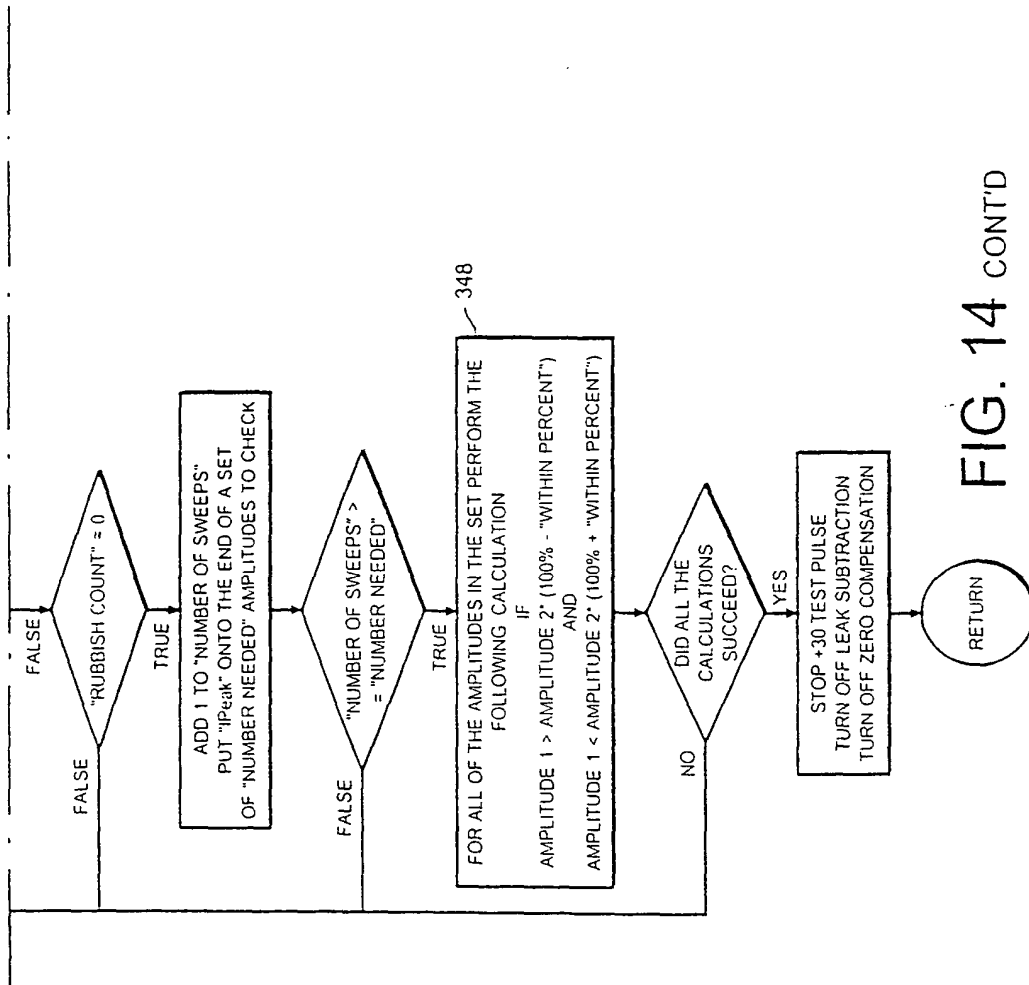 FALSE
"RUBBISH COUNT" = 0
FALSE
TRUE
ADD 1 TO "NUMBER OF SWEEPS"
PUT "IPeak" ONTO THE END OF A SET
OF "NUMBER NEEDED" AMPLITUDES TO CHECK
"NUMBER OF SWEEPS" >
= "NUMBER NEEDED"
FALSE
TRUE
348
FOR ALL OF THE AMPLITUDES IN THE SET PERFORM THE
FOLLOWING CALCULATION
IF
AMPLITUDE 1 > AMPLITUDE 2* (100% - "WITHIN PERCENT")
AND
AMPLITUDE 1 < AMPLITUDE 2* (100% + "WITHIN PERCENT")
DID ALL THE
CALCULATIONS
SUCCEED?
NO
YES
STOP +30 TEST PULSE
TURN OFF LEAK SUBTRACTION
TURN OFF ZERO COMPENSATION
RETURN
FIG. 14 CONT'D